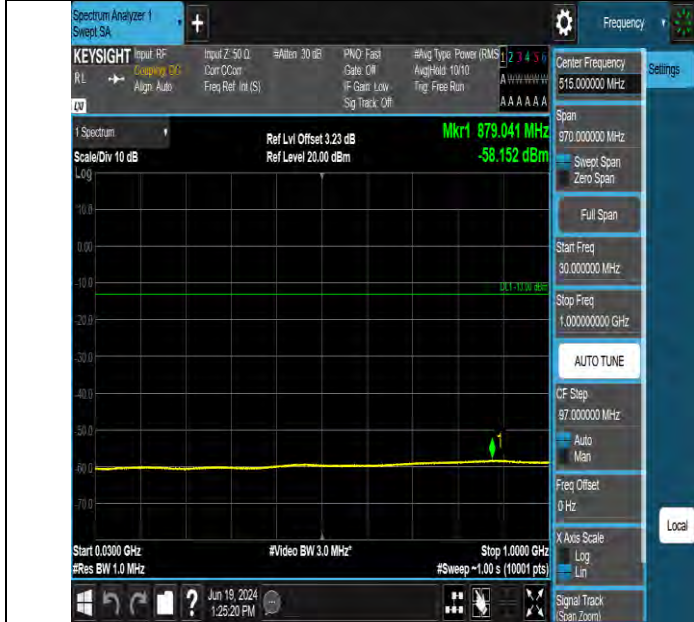 Spectrum Analyzer 1
Swept SA
Frequency
KEYSIGHT
RL
LXI
Input: RF
Coupling: DC
Align: Auto
Input Z: 50 Ω
Corr CCorr
Freq Ref: Int (S)
#Atten: 30 dB
PNO: Fast
Gate: Off
IF Gain: Low
Sig Track: Off
#Avg Type: Power (RMS
Avg|Hold: 10/10
Trig: Free Run
1 2 3 4 5 6
A W W W W W
A A A A A A
Settings
1 Spectrum
Scale/Div 10 dB
Ref Lvl Offset 3.23 dB
Ref Level 20.00 dBm
Mkr1 879.041 MHz
-58.152 dBm
Log
10.0
0.00
-10.0
-20.0
-30.0
-40.0
-50.0
-60.0
-70.0
DL1 -13.00 dBm
1
Start 0.0300 GHz
#Res BW 1.0 MHz
#Video BW 3.0 MHz*
Stop 1.0000 GHz
#Sweep ~1.00 s (10001 pts)
Center Frequency
515.000000 MHz
Span
970.000000 MHz
Swept Span
Zero Span
Full Span
Start Freq
30.000000 MHz
Stop Freq
1.000000000 GHz
AUTO TUNE
CF Step
97.000000 MHz
Auto
Man
Freq Offset
0 Hz
X Axis Scale
Log
Lin
Signal Track
(Span Zoom)
Local
?
Jun 19, 2024
1:25:20 PM